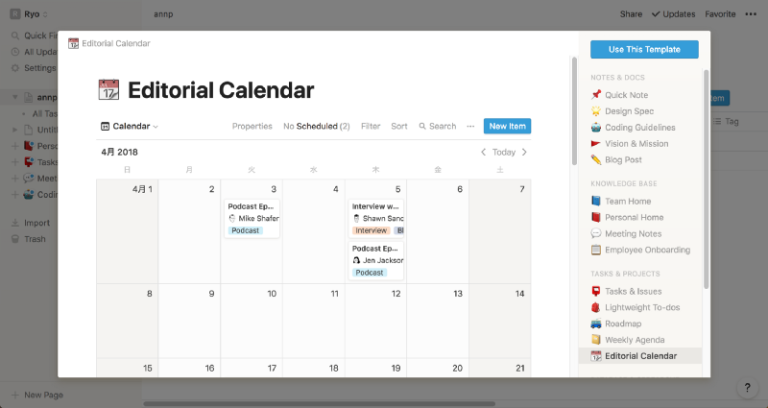 Ryo
annp
Share
Updates
Favorite
Quick Fi
All Upda
Settings
annp
All Tas
Untit
Perso
Tasks
Meet
Codin
Import
Trash
New Page
Item
Tag
Editorial Calendar
Editorial Calendar
Calendar
Properties
No Scheduled (2)
Filter
Sort
Search
New Item
4月 2018
Today
日 月 火 水 木 金 土
4月 1 2 3 4 5 6 7
Podcast Ep...
Mike Shafer
Podcast
Interview w...
Shawn Sanc
Interview Bl
Podcast Ep...
Jen Jackson
Podcast
8 9 10 11 12 13 14
15 16 17 18 19 20 21
Use This Template
NOTES & DOCS
Quick Note
Design Spec
Coding Guidelines
Vision & Mission
Blog Post
KNOWLEDGE BASE
Team Home
Personal Home
Meeting Notes
Employee Onboarding
TASKS & PROJECTS
Tasks & Issues
Lightweight To-dos
Roadmap
Weekly Agenda
Editorial Calendar
?